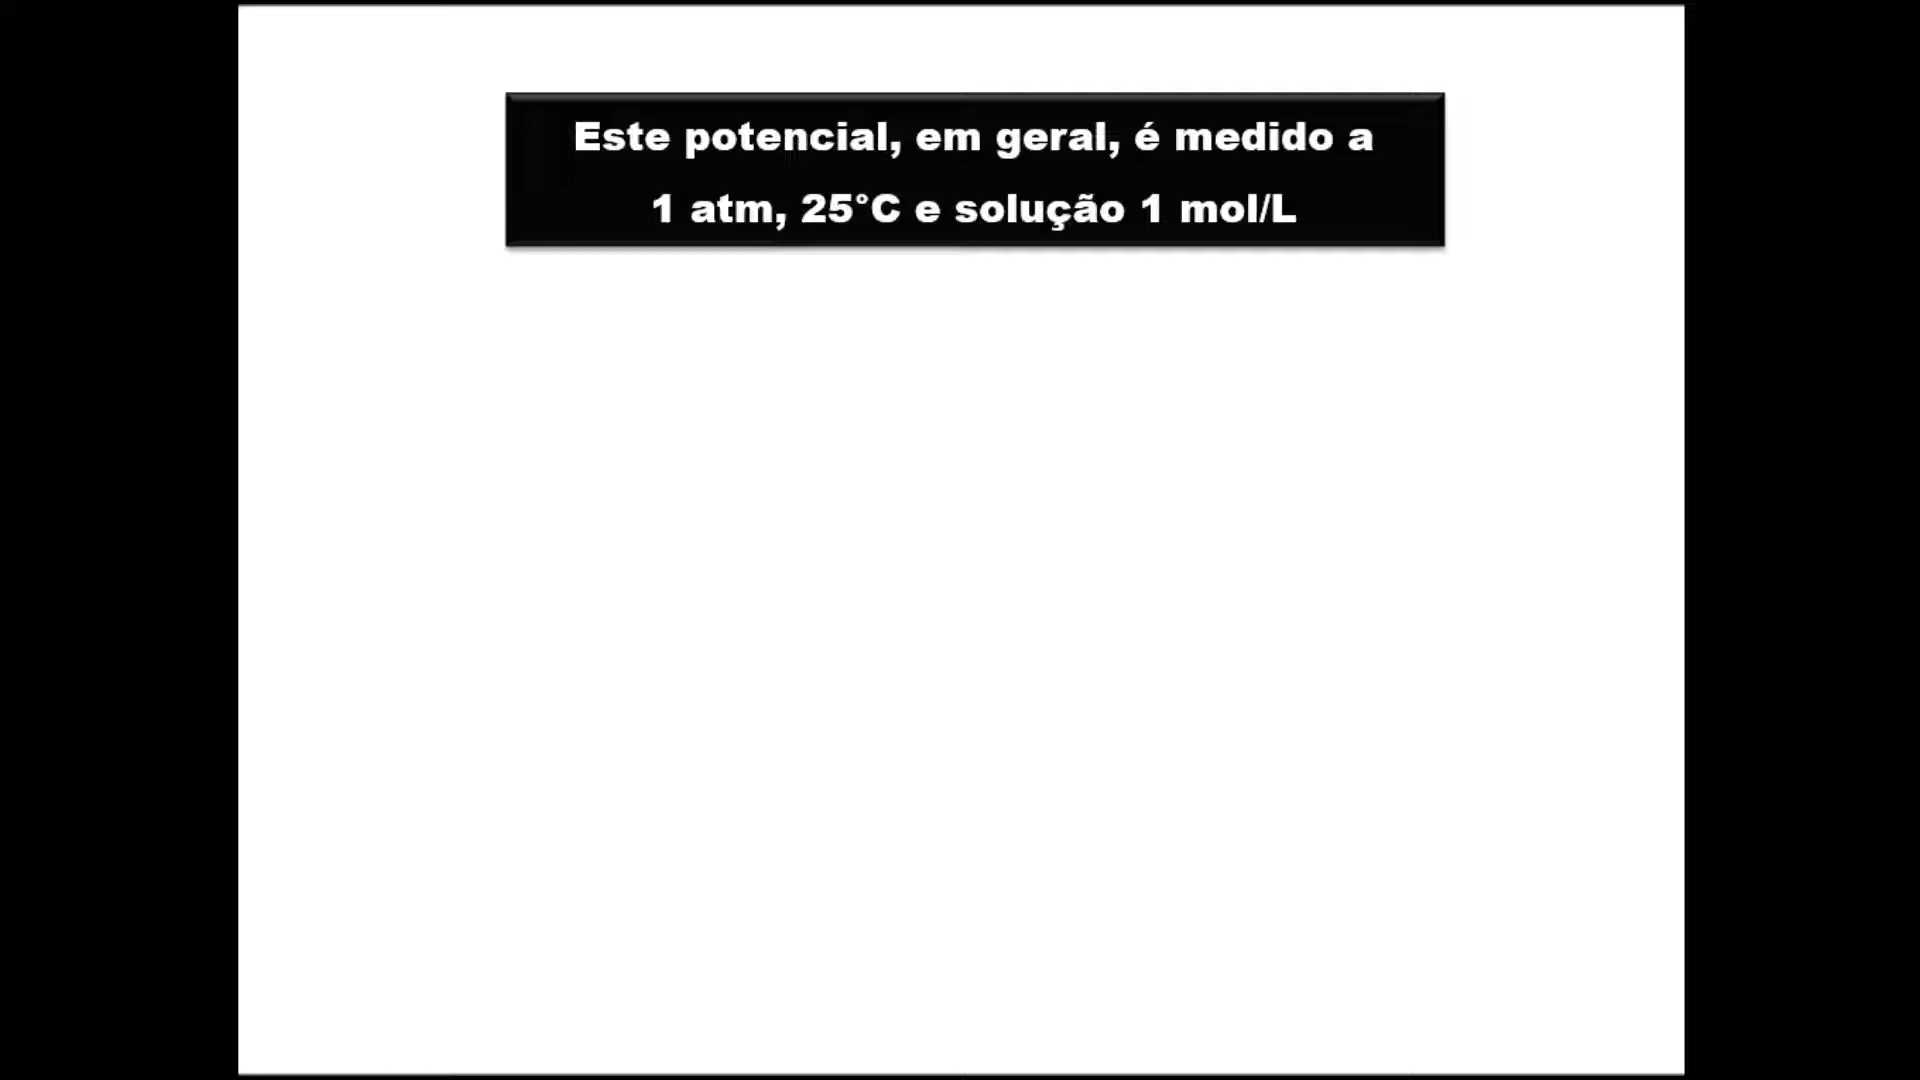 Este potencial, em geral, é medido a
1 atm, 25°C e solução 1 mol/L